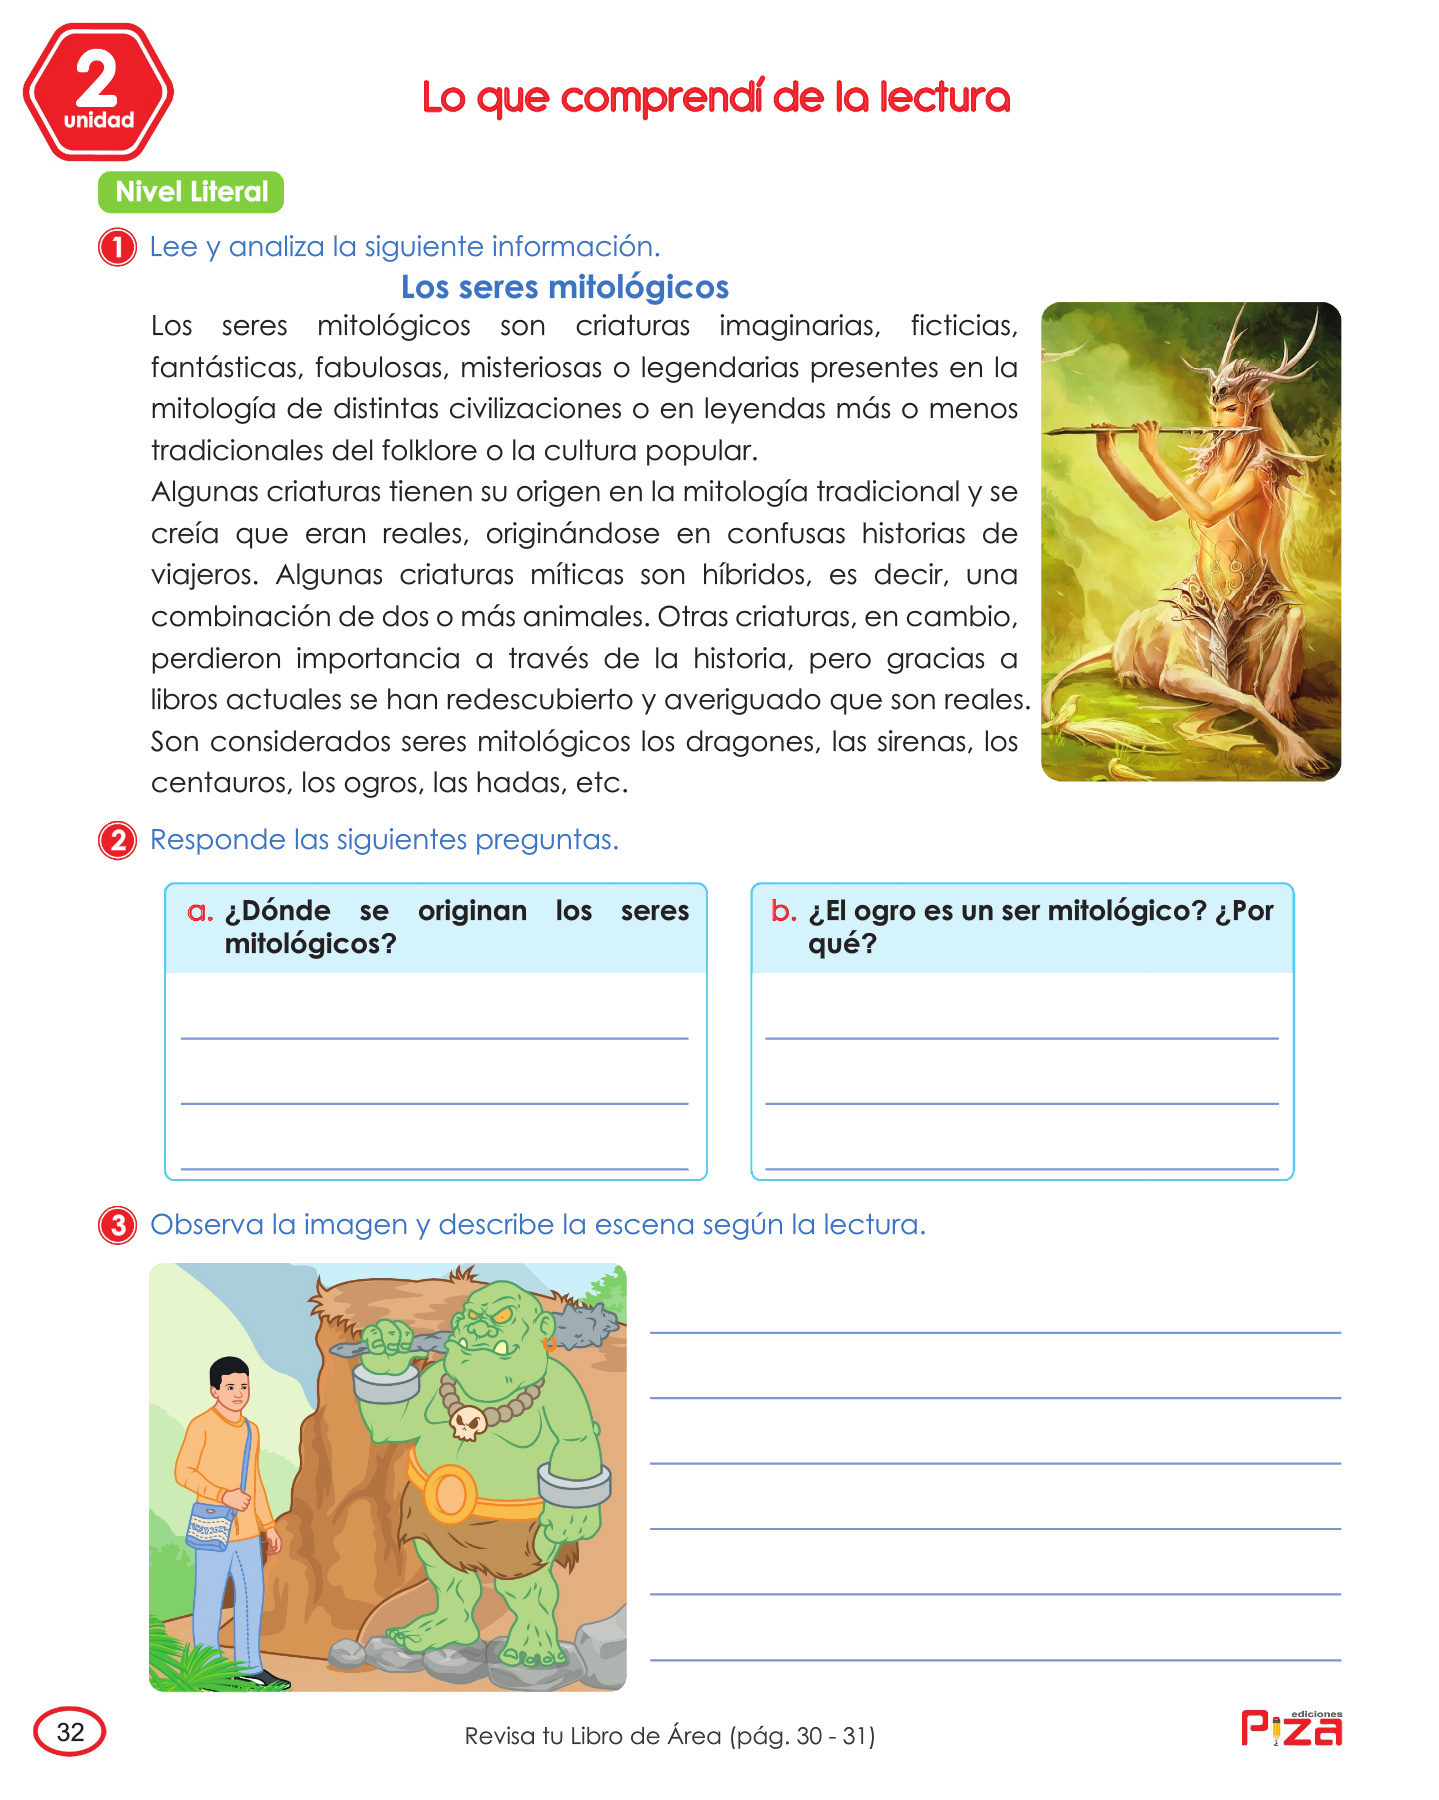 2
unidad
Lo que comprendí de la lectura
Nivel Literal
1 Lee y analiza la siguiente información.
Los seres mitológicos
Los seres mitológicos son criaturas imaginarias, ficticias,
fantásticas, fabulosas, misteriosas o legendarias presentes en la
mitología de distintas civilizaciones o en leyendas más o menos
tradicionales del folklore o la cultura popular.
Algunas criaturas tienen su origen en la mitología tradicional y se
creía que eran reales, originándose en confusas historias de
viajeros. Algunas criaturas míticas son híbridos, es decir, una
combinación de dos o más animales. Otras criaturas, en cambio,
perdieron importancia a través de la historia, pero gracias a
libros actuales se han redescubierto y averiguado que son reales.
Son considerados seres mitológicos los dragones, las sirenas, los
centauros, los ogros, las hadas, etc.
2 Responde las siguientes preguntas.
a. ¿Dónde se originan los seres
mitológicos?
b. ¿El ogro es un ser mitológico? ¿Por
qué?
3 Observa la imagen y describe la escena según la lectura.
32
Revisa tu Libro de Área (pág. 30 - 31)
ediciones
Piza